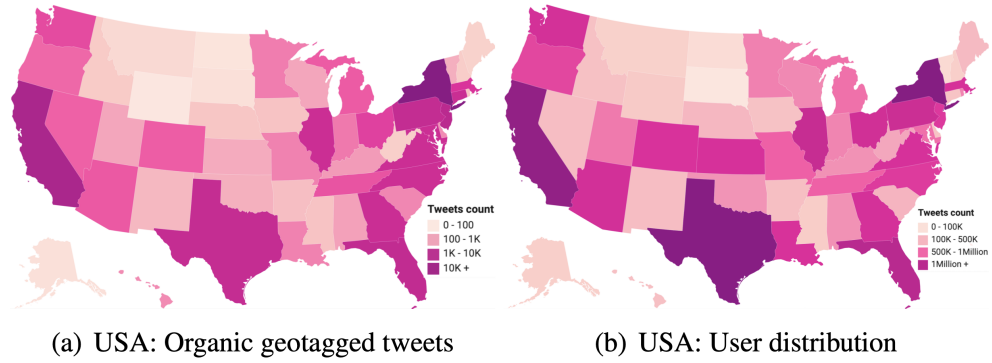 Tweets count
0 - 100
100 - 1K
1K - 10K
10K +
Tweets count
0 - 100K
100K - 500K
500K - 1Million
1Million +
(a) USA: Organic geotagged tweets
(b) USA: User distribution